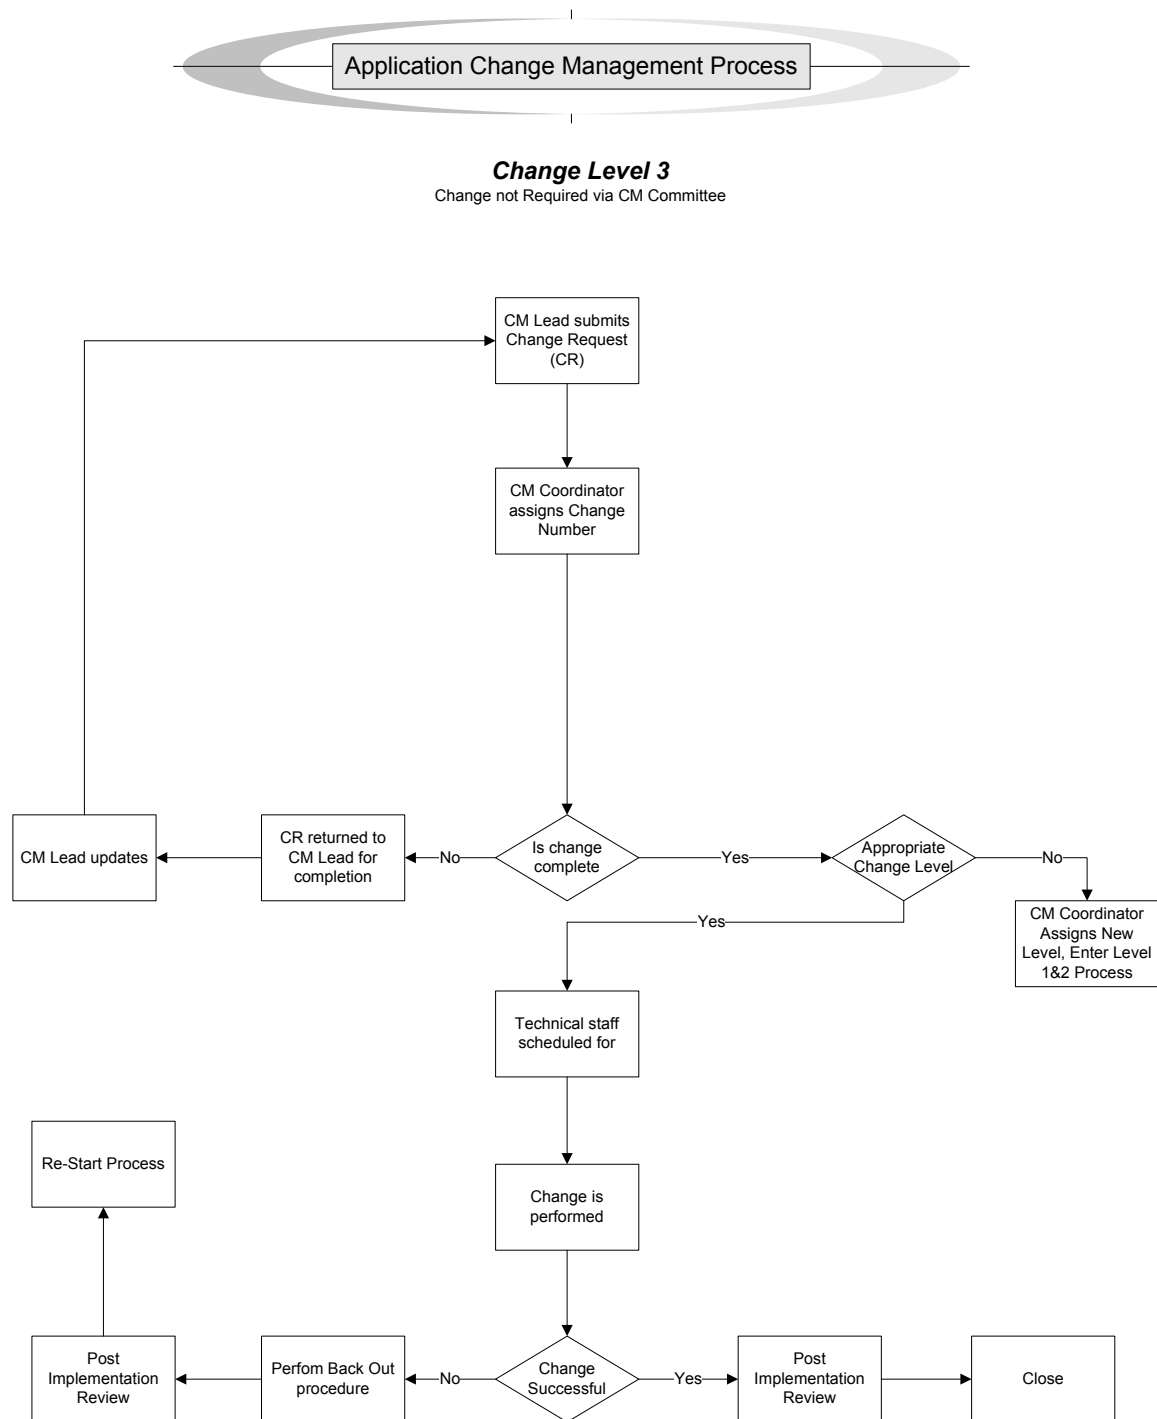 Application Change Management Process
Change Level 3
Change not Required via CM Committee
CM Lead submits
Change Request
(CR)
CM Coordinator
assigns Change
Number
CM Lead updates
CR returned to
CM Lead for
completion
No
Is change
complete
Yes
Appropriate
Change Level
No
CM Coordinator
Assigns New
Level, Enter Level
1&2 Process
Yes
Technical staff
scheduled for
Re-Start Process
Change is
performed
Post
Implementation
Review
Perfom Back Out
procedure
No
Change
Successful
Yes
Post
Implementation
Review
Close